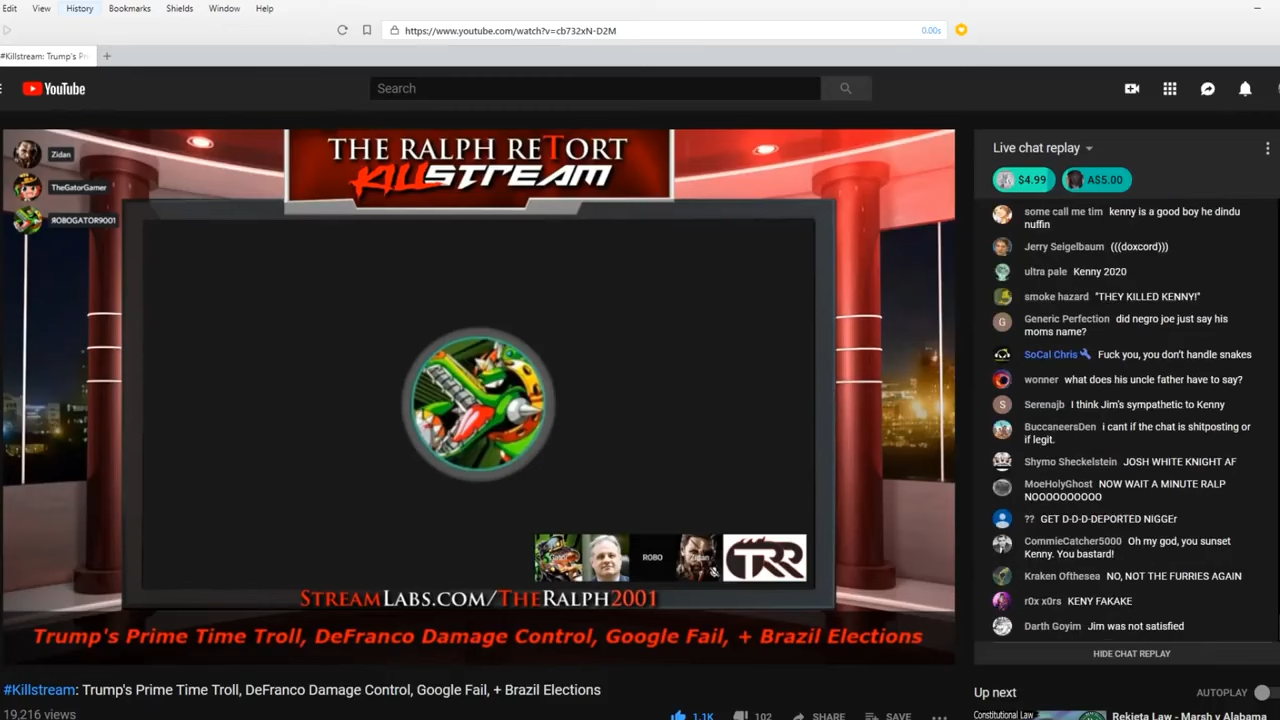 Edit View History Bookmarks Shields Window Help
https://www.youtube.com/watch?v=cb732xN-D2M 0.00s
#Killstream: Trump's Pri
YouTube
Search
THE RALPH RETORT
KILLSTREAM
Zidan
TheGatorGamer
ЯOBOGATOR9001
ROBO
Zidan
TRR
STREAMLABS.COM/THERALPH2001
Trump's Prime Time Troll, DeFranco Damage Control, Google Fail, + Brazil Elections
#Killstream: Trump's Prime Time Troll, DeFranco Damage Control, Google Fail, + Brazil Elections
19,216 views
1.1K 102 SHARE SAVE
Live chat replay
$4.99 A$5.00
some call me tim kenny is a good boy he dindu
nuffin
Jerry Seigelbaum (((doxcord)))
ultra pale Kenny 2020
smoke hazard "THEY KILLED KENNY!"
G Generic Perfection did negro joe just say his
moms name?
SoCal Chris Fuck you, you don't handle snakes
wonner what does his uncle father have to say?
S Serenajb I think Jim's sympathetic to Kenny
BuccaneersDen i cant if the chat is shitposting or
if legit.
Shymo Sheckelstein JOSH WHITE KNIGHT AF
MoeHolyGhost NOW WAIT A MINUTE RALP
NOOOOOOOOOO
?? GET D-D-D-DEPORTED NIGGEr
CommieCatcher5000 Oh my god, you sunset
Kenny. You bastard!
Kraken Ofthesea NO, NOT THE FURRIES AGAIN
r0x x0rs KENY FAKAKE
Darth Goyim Jim was not satisfied
HIDE CHAT REPLAY
Up next AUTOPLAY
Constitutional Law
Rekieta Law - Marsh v Alabama